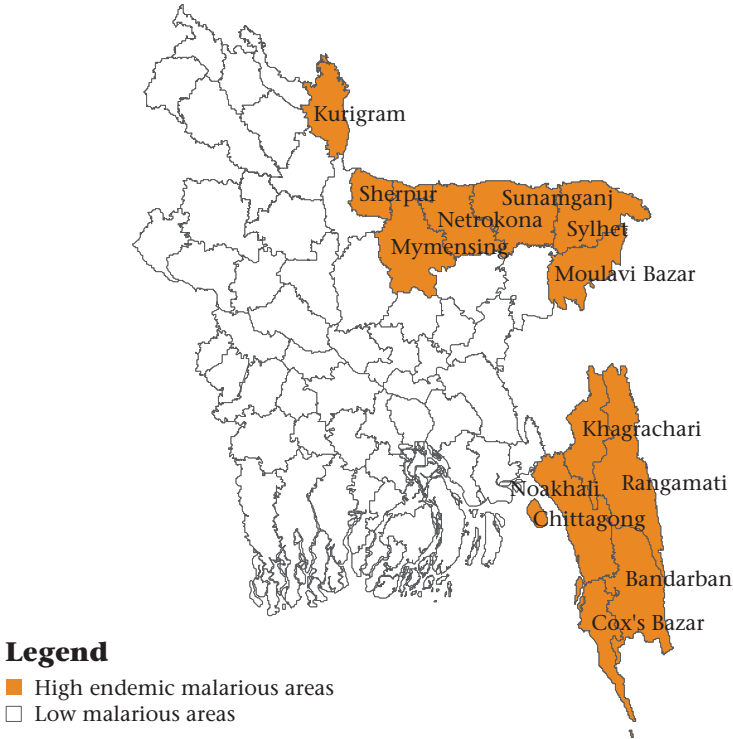 Kurigram
Sherpur
Sunamganj
Netrokona
Sylhet
Mymensing
Moulavi Bazar
Khagrachari
Noakhali
Rangamati
Chittagong
Bandarban
Cox's Bazar
Legend
High endemic malarious areas
Low malarious areas